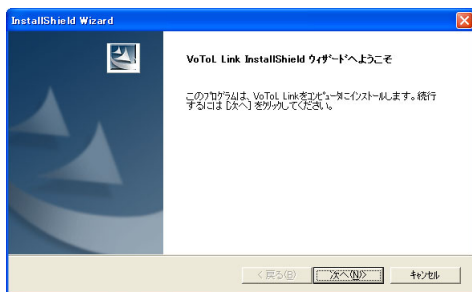 InstallShield Wizard
VoToL Link InstallShield ウィザードへようこそ
このプログラムは、VoToL Linkをコンピュータにインストールします。続行
するには [次へ] をクリックしてください。
< 戻る(B)
次へ(N)>
キャンセル